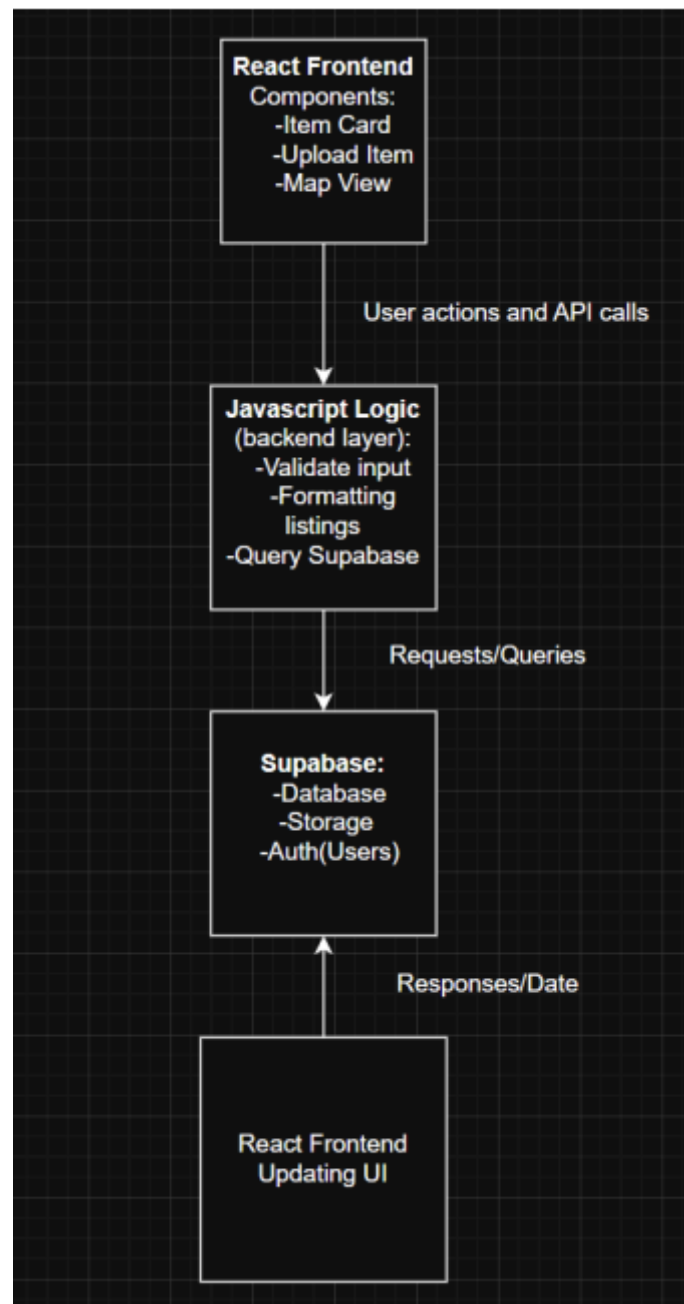 React Frontend
Components:
-Item Card
-Upload Item
-Map View
User actions and API calls
Javascript Logic
(backend layer):
-Validate input
-Formatting
listings
-Query Supabase
Requests/Queries
Supabase:
-Database
-Storage
-Auth(Users)
Responses/Date
React Frontend
Updating UI